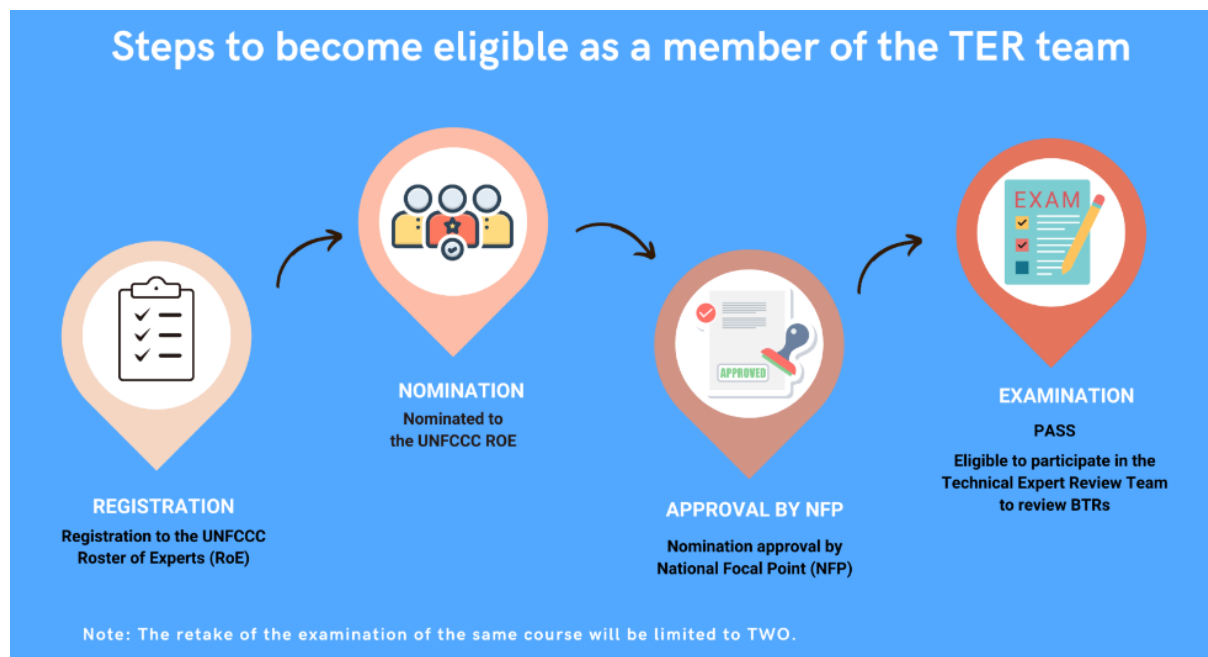 Steps to become eligible as a member of the TER team
REGISTRATION
Registration to the UNFCCC
Roster of Experts (RoE)
NOMINATION
Nominated to
the UNFCCC ROE
APPROVED
APPROVAL BY NFP
Nomination approval by
National Focal Point (NFP)
EXAM
EXAMINATION
PASS
Eligible to participate in the
Technical Expert Review Team
to review BTRs
Note: The retake of the examination of the same course will be limited to TWO.